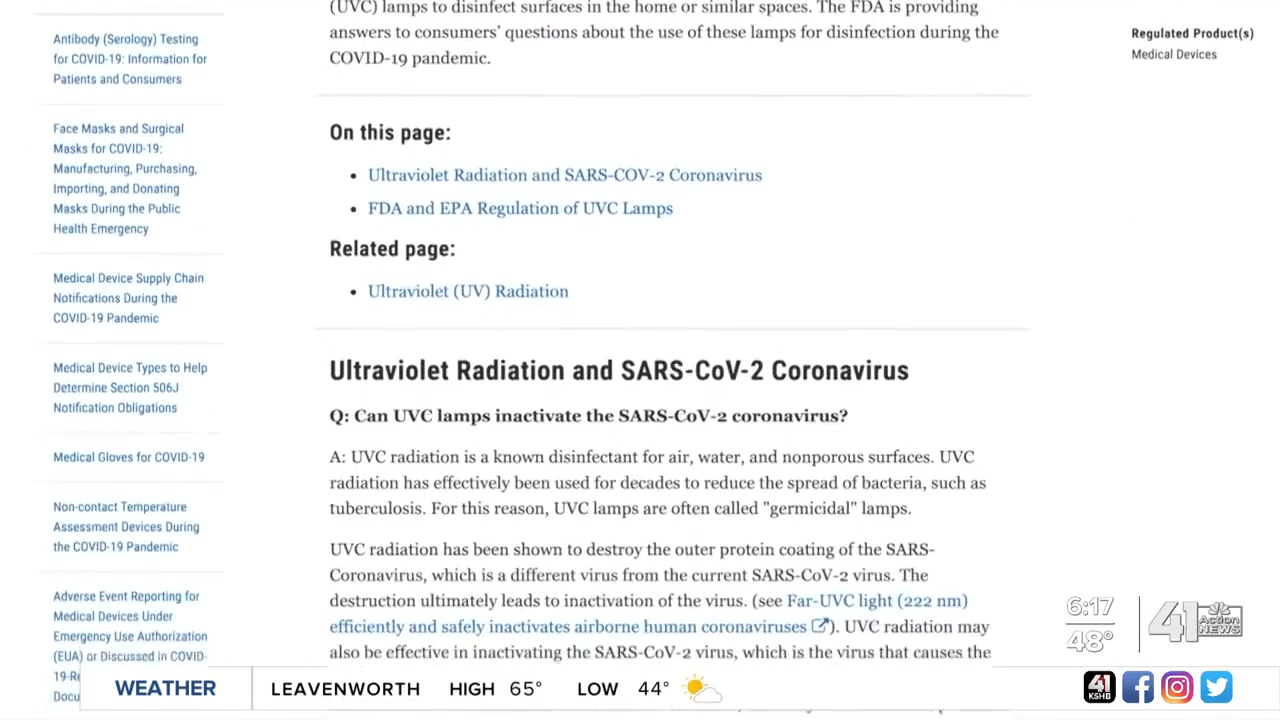 (UVC) lamps to disinfect surfaces in the home or similar spaces. The FDA is providing
answers to consumers' questions about the use of these lamps for disinfection during the
COVID-19 pandemic.
Regulated Product(s)
Medical Devices
Antibody (Serology) Testing
for COVID-19: Information for
Patients and Consumers
Face Masks and Surgical
Masks for COVID-19:
Manufacturing, Purchasing,
Importing, and Donating
Masks During the Public
Health Emergency
Medical Device Supply Chain
Notifications During the
COVID-19 Pandemic
Medical Device Types to Help
Determine Section 506J
Notification Obligations
Medical Gloves for COVID-19
Non-contact Temperature
Assessment Devices During
the COVID-19 Pandemic
Adverse Event Reporting for
Medical Devices Under
Emergency Use Authorization
(EUA) or Discussed in COVID-
19-Re
Docu
On this page:
• Ultraviolet Radiation and SARS-COV-2 Coronavirus
• FDA and EPA Regulation of UVC Lamps
Related page:
• Ultraviolet (UV) Radiation
Ultraviolet Radiation and SARS-CoV-2 Coronavirus
Q: Can UVC lamps inactivate the SARS-CoV-2 coronavirus?
A: UVC radiation is a known disinfectant for air, water, and nonporous surfaces. UVC
radiation has effectively been used for decades to reduce the spread of bacteria, such as
tuberculosis. For this reason, UVC lamps are often called "germicidal" lamps.
UVC radiation has been shown to destroy the outer protein coating of the SARS-
Coronavirus, which is a different virus from the current SARS-CoV-2 virus. The
destruction ultimately leads to inactivation of the virus. (see Far-UVC light (222 nm)
efficiently and safely inactivates airborne human coronaviruses). UVC radiation may
also be effective in inactivating the SARS-CoV-2 virus, which is the virus that causes the
6:17
48°
41 Action NEWS
WEATHER LEAVENWORTH HIGH 65° LOW 44°
41 KSHB